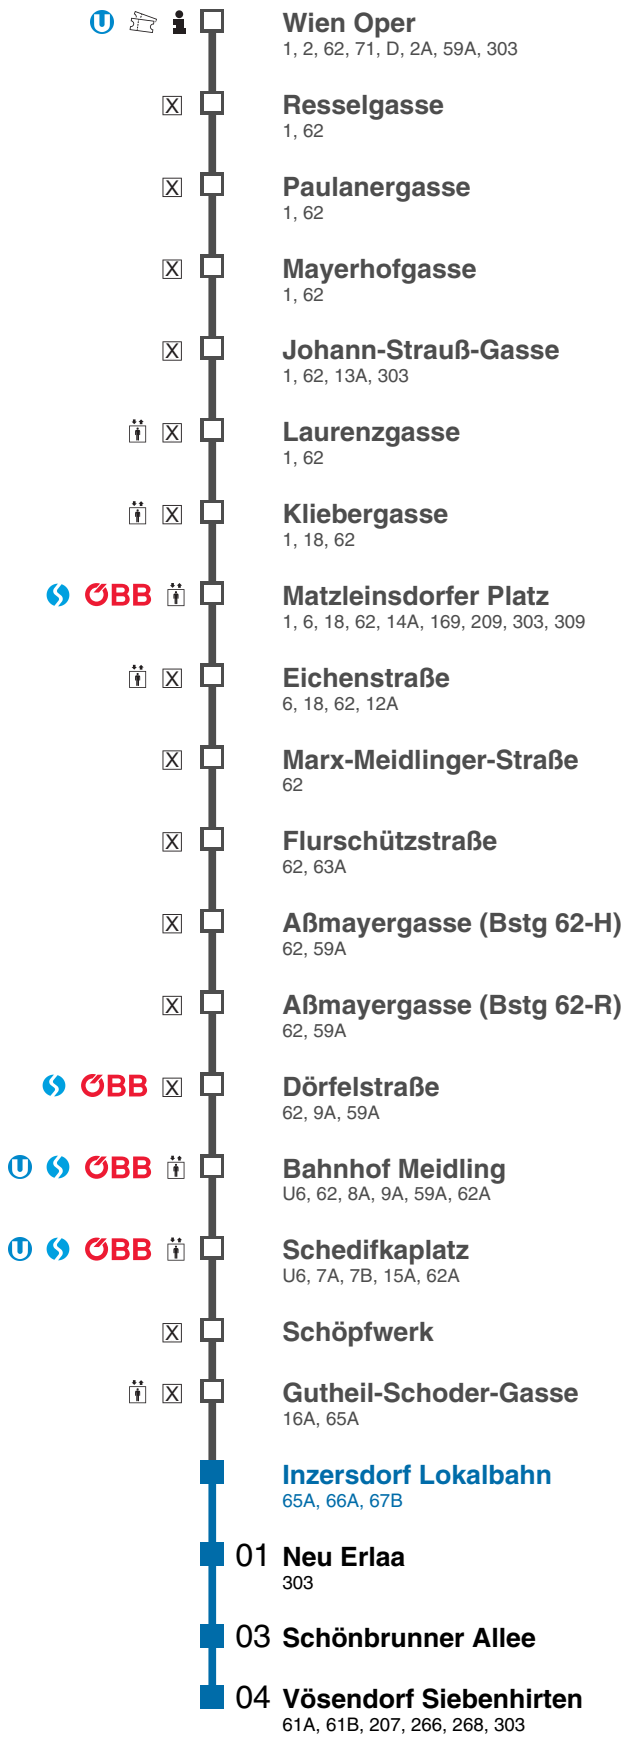 U i Wien Oper
1, 2, 62, 71, D, 2A, 59A, 303
X Resselgasse
1, 62
X Paulanergasse
1, 62
X Mayerhofgasse
1, 62
X Johann-Strauß-Gasse
1, 62, 13A, 303
X Laurenzgasse
1, 62
X Kliebergasse
1, 18, 62
S ÖBB Matzleinsdorfer Platz
1, 6, 18, 62, 14A, 169, 209, 303, 309
X Eichenstraße
6, 18, 62, 12A
X Marx-Meidlinger-Straße
62
X Flurschützstraße
62, 63A
X Aßmayergasse (Bstg 62-H)
62, 59A
X Aßmayergasse (Bstg 62-R)
62, 59A
S ÖBB X Dörfelstraße
62, 9A, 59A
U S ÖBB Bahnhof Meidling
U6, 62, 8A, 9A, 59A, 62A
U S ÖBB Schedifkaplatz
U6, 7A, 7B, 15A, 62A
X Schöpfwerk
X Gutheil-Schoder-Gasse
16A, 65A
Inzersdorf Lokalbahn
65A, 66A, 67B
01 Neu Erlaa
303
03 Schönbrunner Allee
04 Vösendorf Siebenhirten
61A, 61B, 207, 266, 268, 303